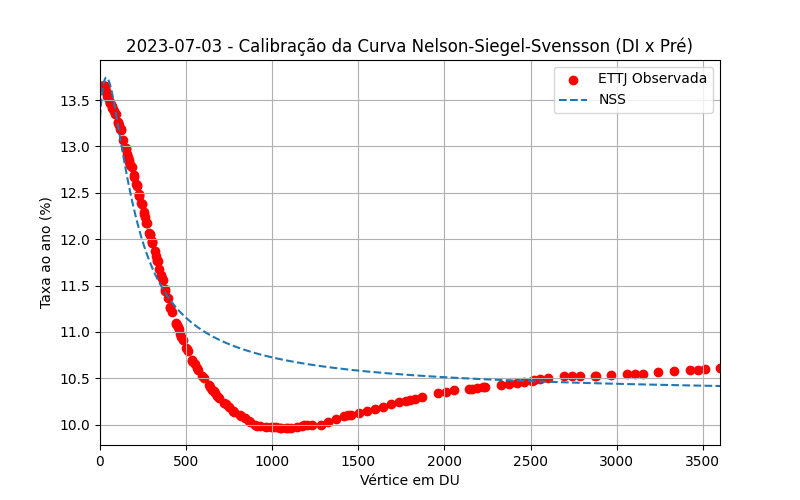 2023-07-03 - Calibração da Curva Nelson-Siegel-Svensson (DI x Pré)
ETTJ Observada
NSS
Taxa ao ano (%)
13.5
13.0
12.5
12.0
11.5
11.0
10.5
10.0
0 500 1000 1500 2000 2500 3000 3500
Vértice em DU